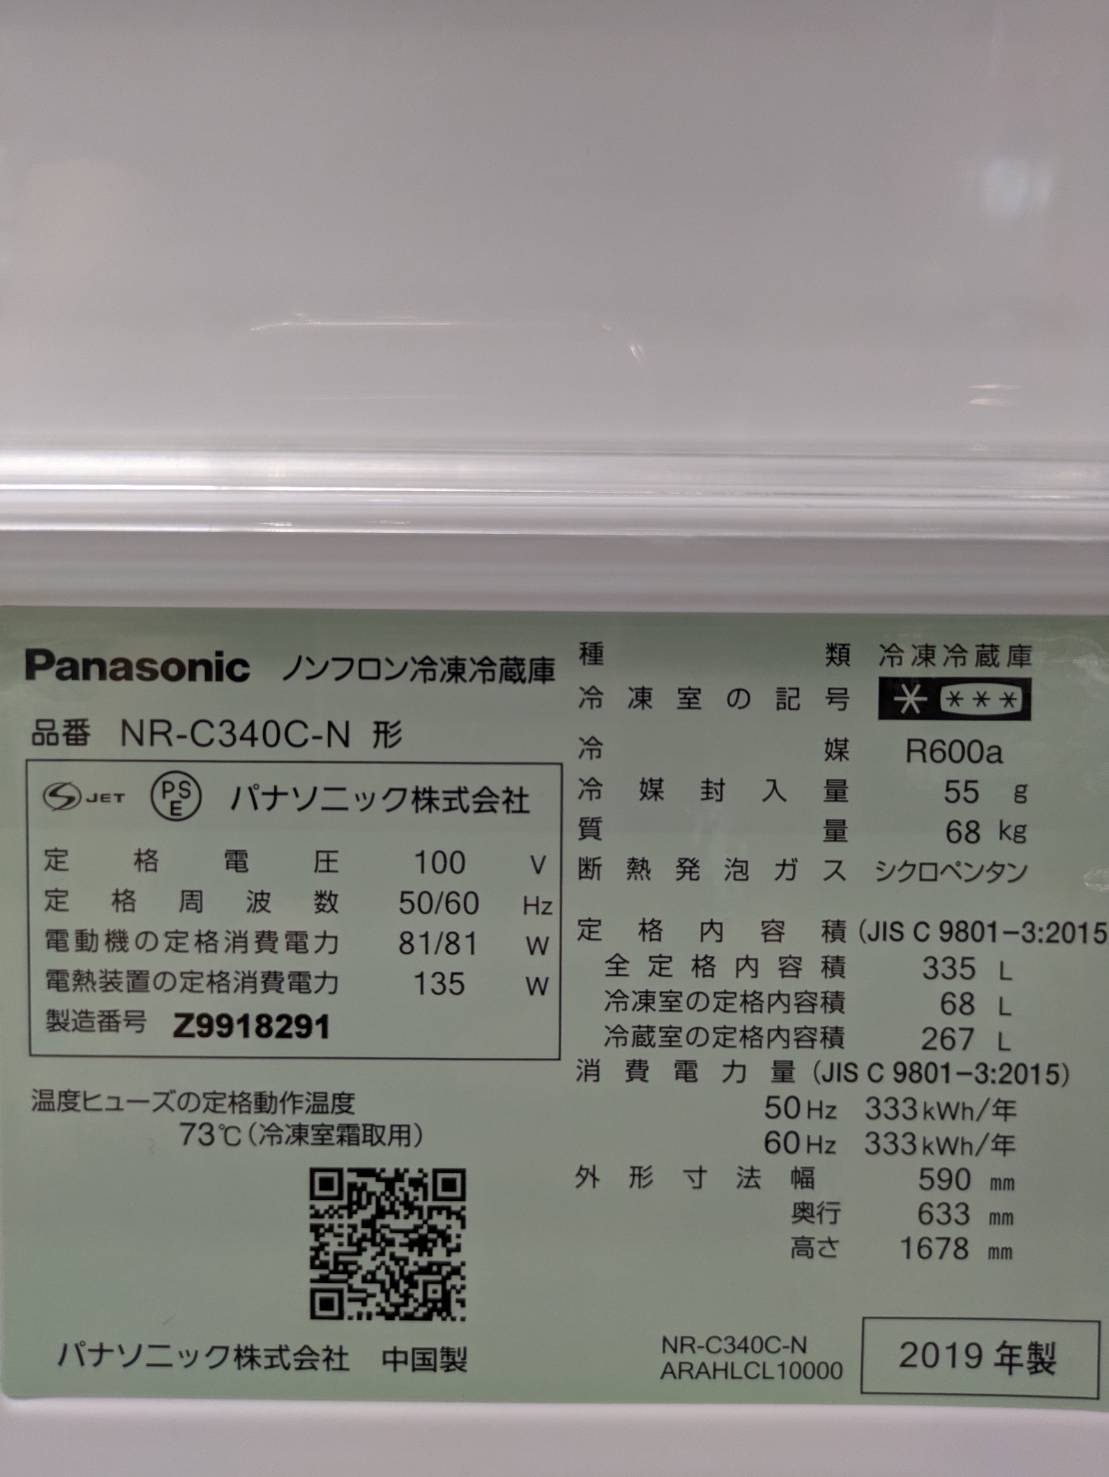 Panasonic ノンフロン冷凍冷蔵庫
品番 NR-C340C-N 形
S JET PS E パナソニック株式会社
定格電圧 100 V
定格周波数 50/60 Hz
電動機の定格消費電力 81/81 W
電熱装置の定格消費電力 135 W
製造番号 Z9918291
温度ヒューズの定格動作温度
73℃(冷凍室霜取用)
パナソニック株式会社 中国製
種類 冷凍冷蔵庫
冷凍室の記号 * ***
冷媒 R600a
冷媒封入量 55 g
質量 68 kg
断熱発泡ガス シクロペンタン
定格内容積 (JIS C 9801-3:2015
全定格内容積 335 L
冷凍室の定格内容積 68 L
冷蔵室の定格内容積 267 L
消費電力量 (JIS C 9801-3:2015)
50Hz 333kWh/年
60Hz 333kWh/年
外形寸法幅 590 mm
奥行 633 mm
高さ 1678 mm
NR-C340C-N
ARAHLCL10000
2019 年製